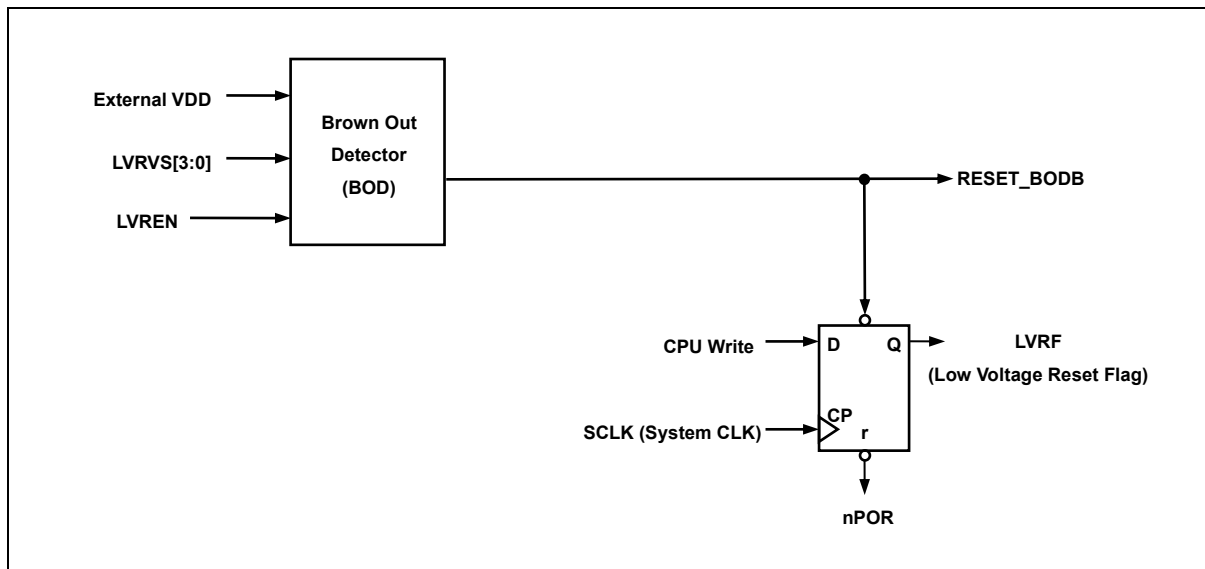 External VDD
LVRVS[3:0]
LVREN
Brown Out
Detector
(BOD)
RESET_BODB
CPU Write
D
Q
LVRF
(Low Voltage Reset Flag)
SCLK (System CLK)
CP
r
nPOR